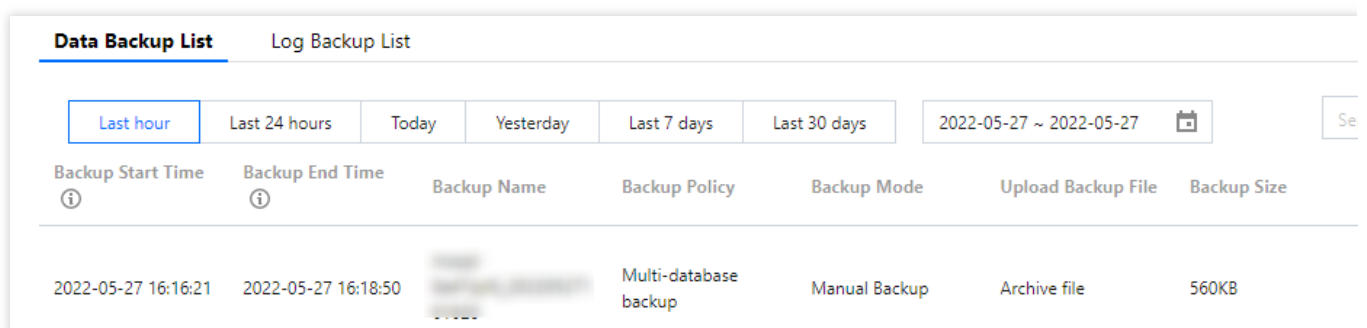 Data Backup List Log Backup List
Last hour Last 24 hours Today Yesterday Last 7 days Last 30 days 2022-05-27 ~ 2022-05-27 Se
Backup Start Time Backup End Time Backup Name Backup Policy Backup Mode Upload Backup File Backup Size
2022-05-27 16:16:21 2022-05-27 16:18:50 Multi-database Manual Backup Archive file 560KB
backup